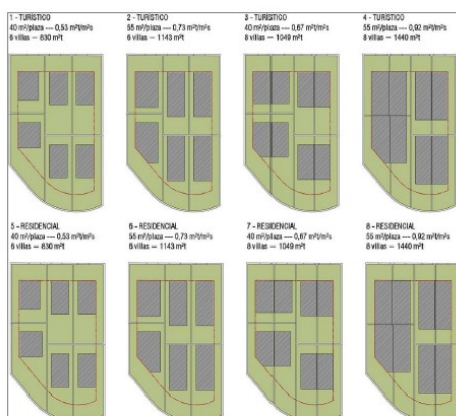 1 - TURÍSTICO
40 m²/plaza --- 0,53 m²t/m²s
6 villas — 830 m²t
2 - TURÍSTICO
55 m²/plaza --- 0,73 m²t/m²s
6 villas — 1143 m²t
3 - TURÍSTICO
40 m²/plaza --- 0,67 m²t/m²s
8 villas — 1049 m²t
4 - TURÍSTICO
55 m²/plaza --- 0,92 m²t/m²s
8 villas — 1440 m²t
5 - RESIDENCIAL
40 m²/plaza --- 0,53 m²t/m²s
6 villas — 830 m²t
6 - RESIDENCIAL
55 m²/plaza --- 0,73 m²t/m²s
6 villas — 1143 m²t
7 - RESIDENCIAL
40 m²/plaza --- 0,67 m²t/m²s
8 villas — 1049 m²t
8 - RESIDENCIAL
55 m²/plaza --- 0,92 m²t/m²s
8 villas — 1440 m²t